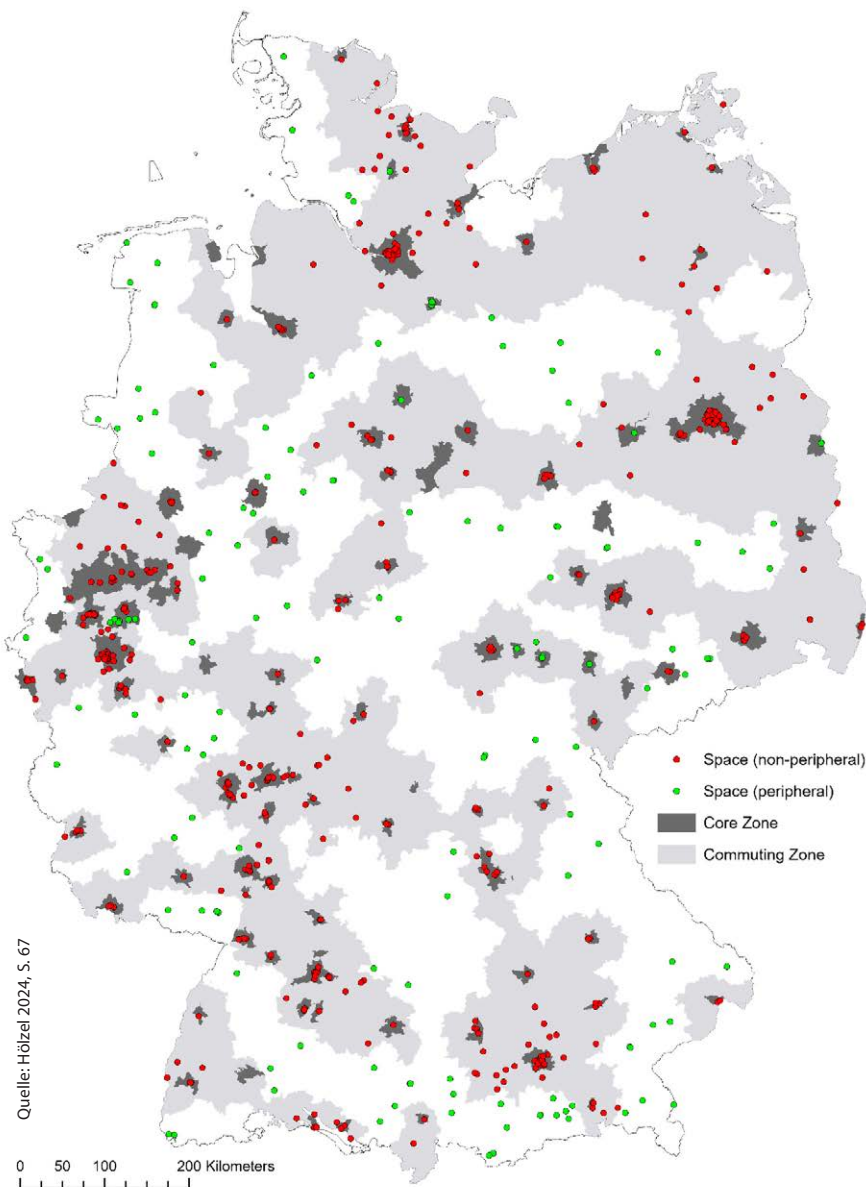 Space (non-peripheral)
Space (peripheral)
Core Zone
Commuting Zone
Quelle: Hölzel 2024, S. 67
0 50 100 200 Kilometers